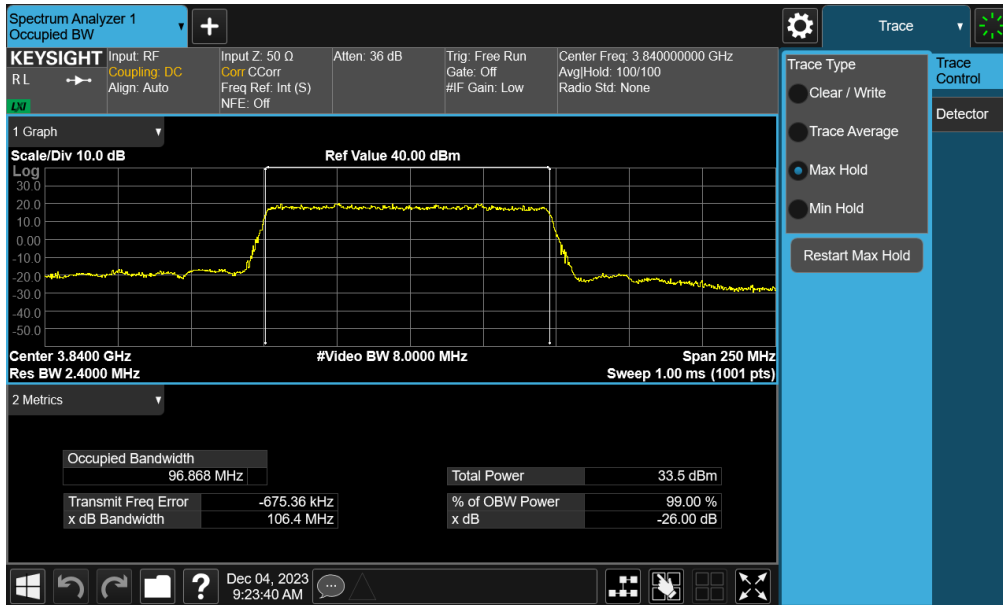 Spectrum Analyzer 1
Occupied BW
Trace
KEYSIGHT
R L
LXI
Input: RF
Coupling: DC
Align: Auto
Input Z: 50 Ω
Corr CCorr
Freq Ref: Int (S)
NFE: Off
Atten: 36 dB
Trig: Free Run
Gate: Off
#IF Gain: Low
Center Freq: 3.840000000 GHz
Avg|Hold: 100/100
Radio Std: None
1 Graph
Scale/Div 10.0 dB
Ref Value 40.00 dBm
Log
30.0
20.0
10.0
0.00
-10.0
-20.0
-30.0
-40.0
-50.0
Center 3.8400 GHz
#Video BW 8.0000 MHz
Span 250 MHz
Res BW 2.4000 MHz
Sweep 1.00 ms (1001 pts)
2 Metrics
Occupied Bandwidth
96.868 MHz
Total Power 33.5 dBm
Transmit Freq Error -675.36 kHz
% of OBW Power 99.00 %
x dB Bandwidth 106.4 MHz
x dB -26.00 dB
Trace Type
Clear / Write
Trace Average
Max Hold
Min Hold
Restart Max Hold
Trace
Control
Detector
?
Dec 04, 2023
9:23:40 AM